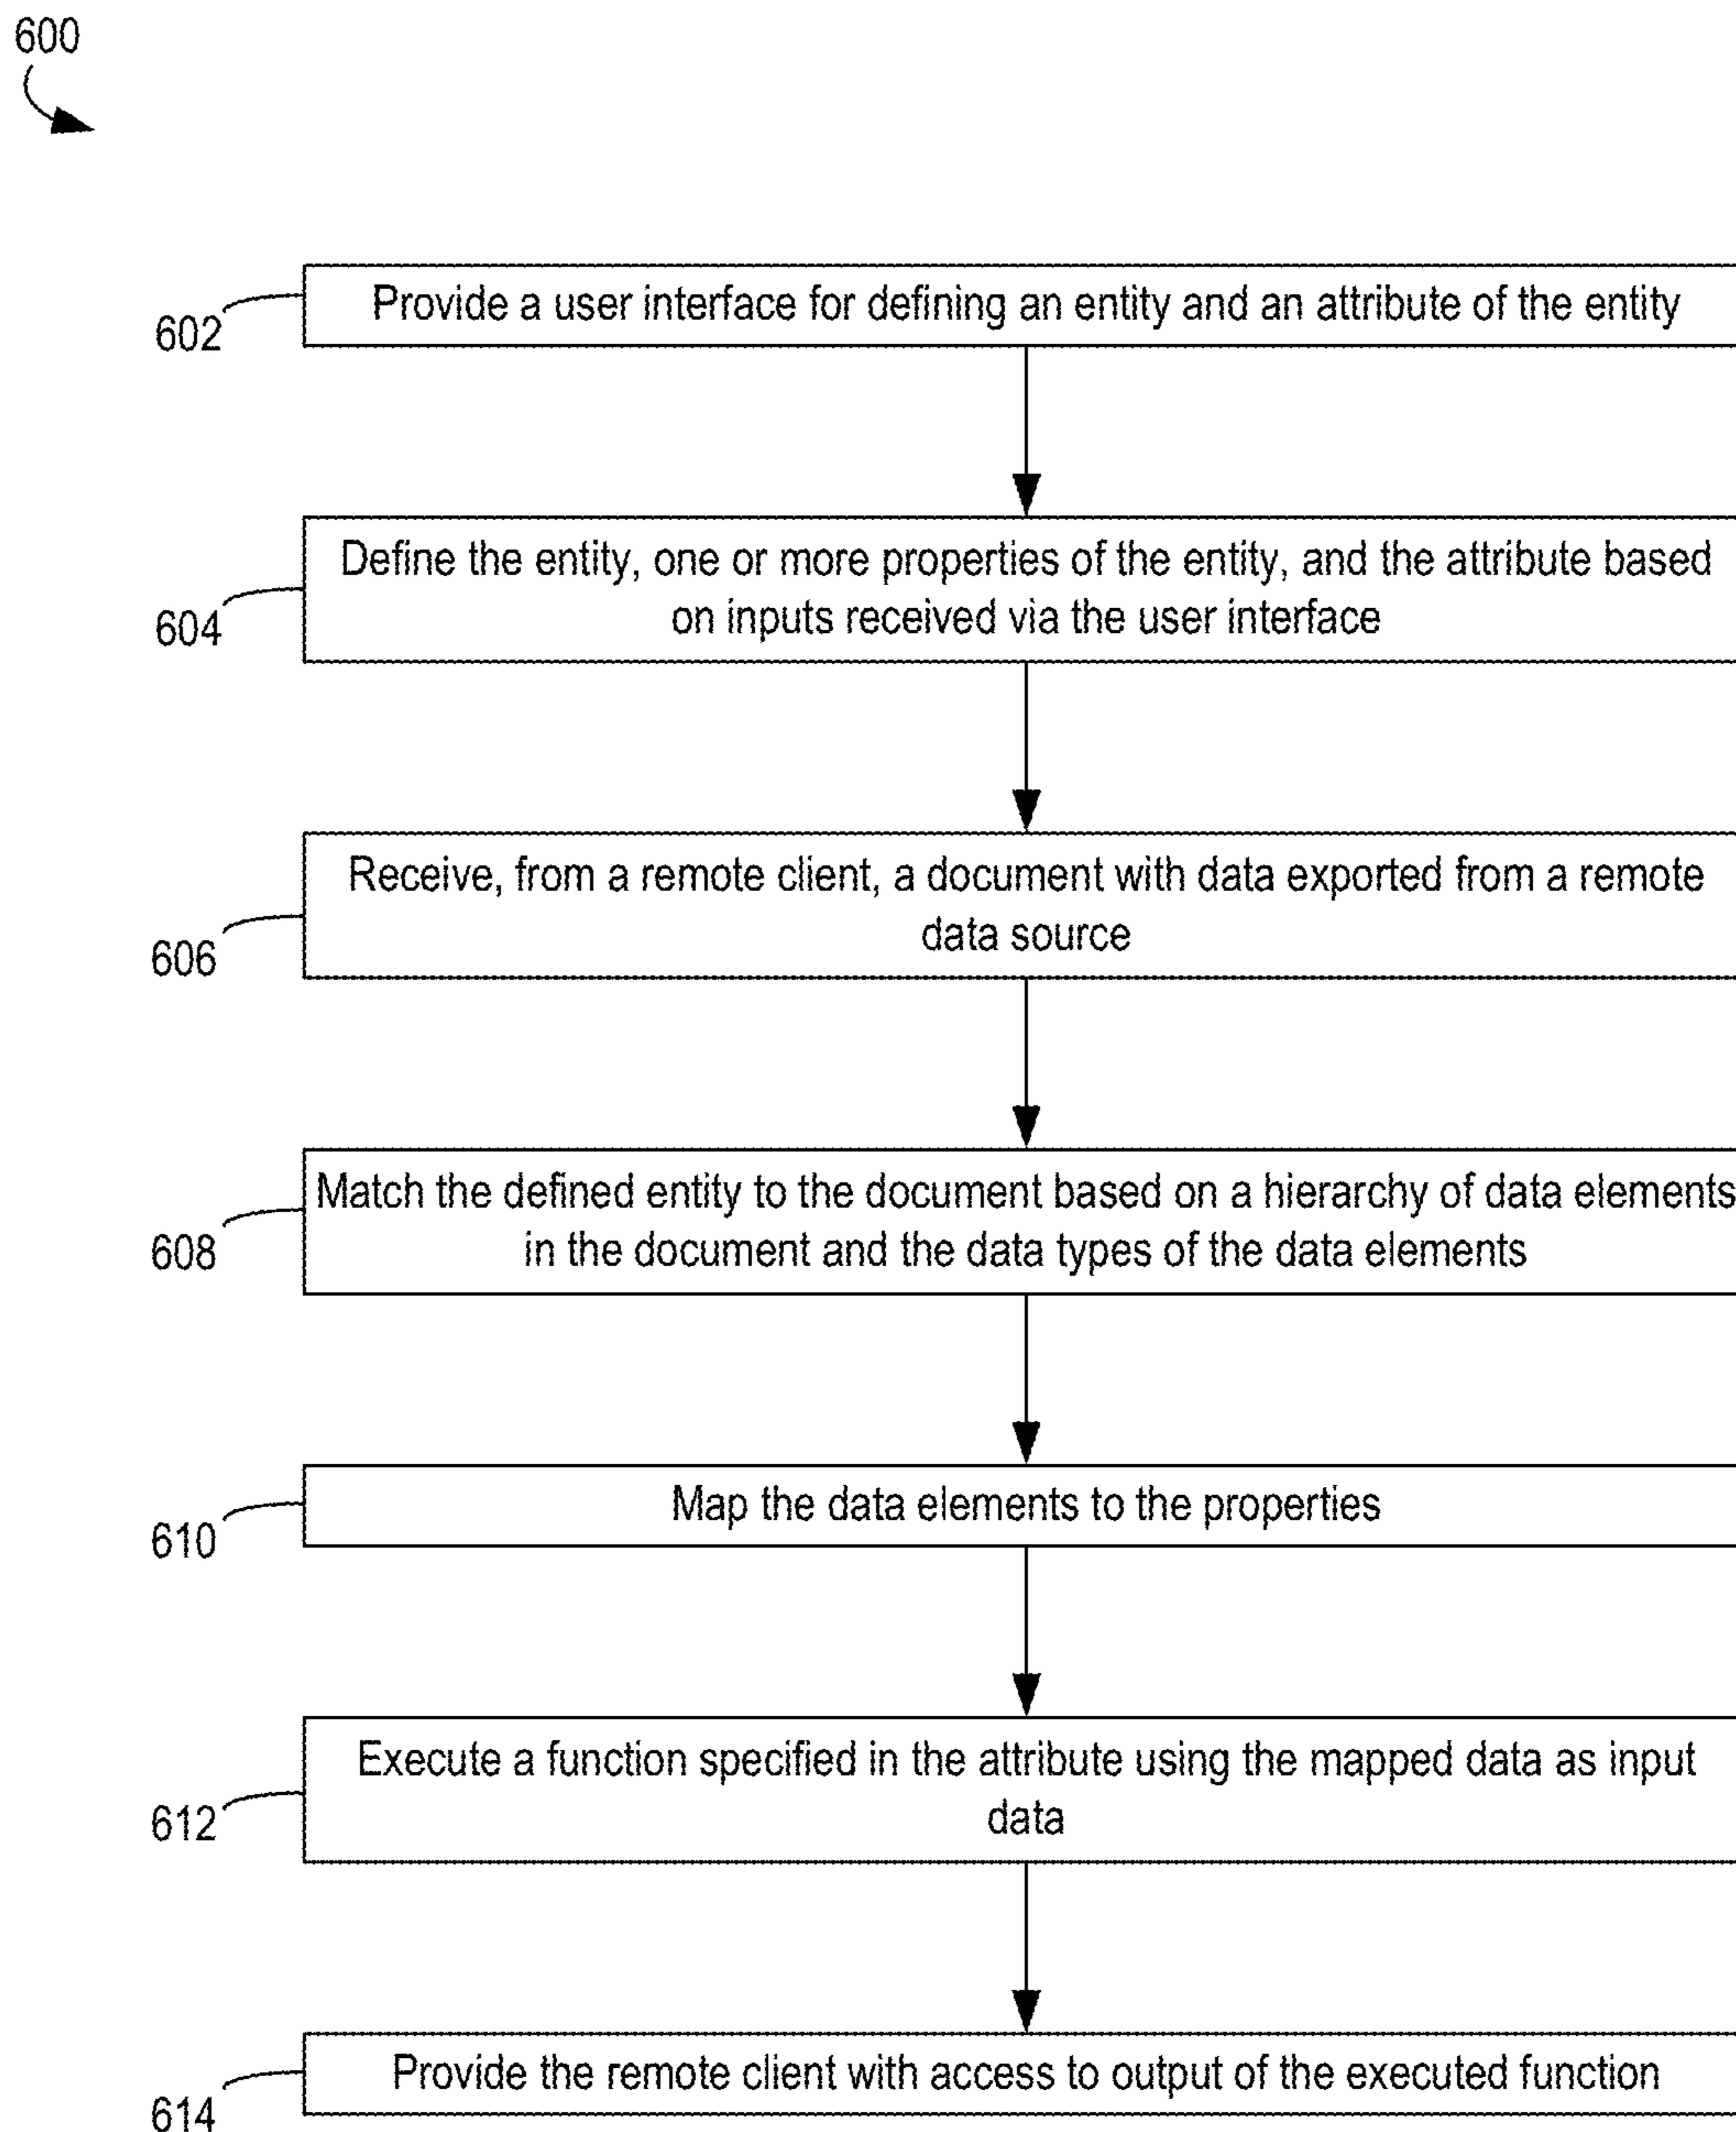 600
Provide a user interface for defining an entity and an attribute of the entity
602
Define the entity, one or more properties of the entity, and the attribute based
on inputs received via the user interface
604
Receive, from a remote client, a document with data exported from a remote
data source
606
Match the defined entity to the document based on a hierarchy of data elements
in the document and the data types of the data elements
608
Map the data elements to the properties
610
Execute a function specified in the attribute using the mapped data as input
data
612
Provide the remote client with access to output of the executed function
614